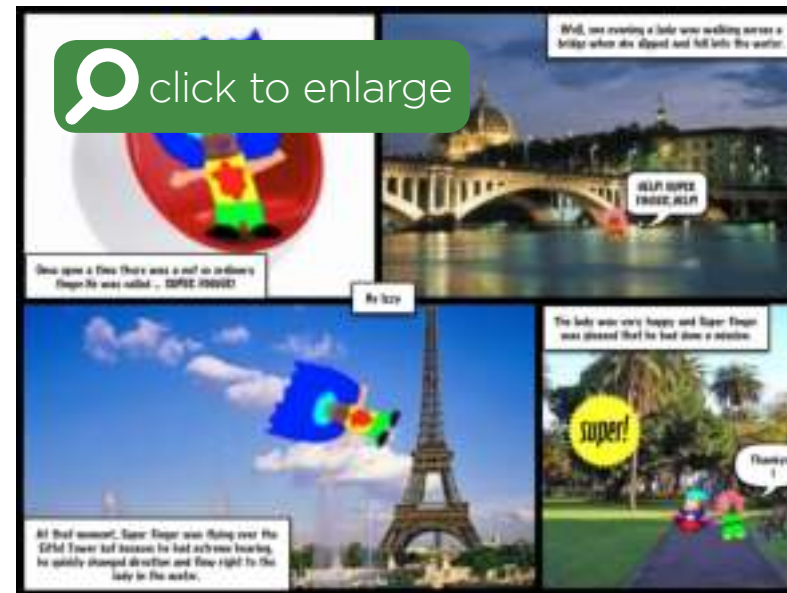 click to enlarge
Well, one evening a lady was walking across a
bridge when she slipped and fell into the water.
HELP! SUPER
FINGER, HELP!
Once upon a time there was a not so ordinary
finger. He was called ... SUPER FINGER!
By Izzy
The lady was very happy and Super Finger
was pleased that he had done a mission.
super!
Thankyou
!
At that moment, Super Finger was flying over the
Eiffel Tower but because he had extreme hearing,
he quickly changed direction and flew right to the
lady in the water.